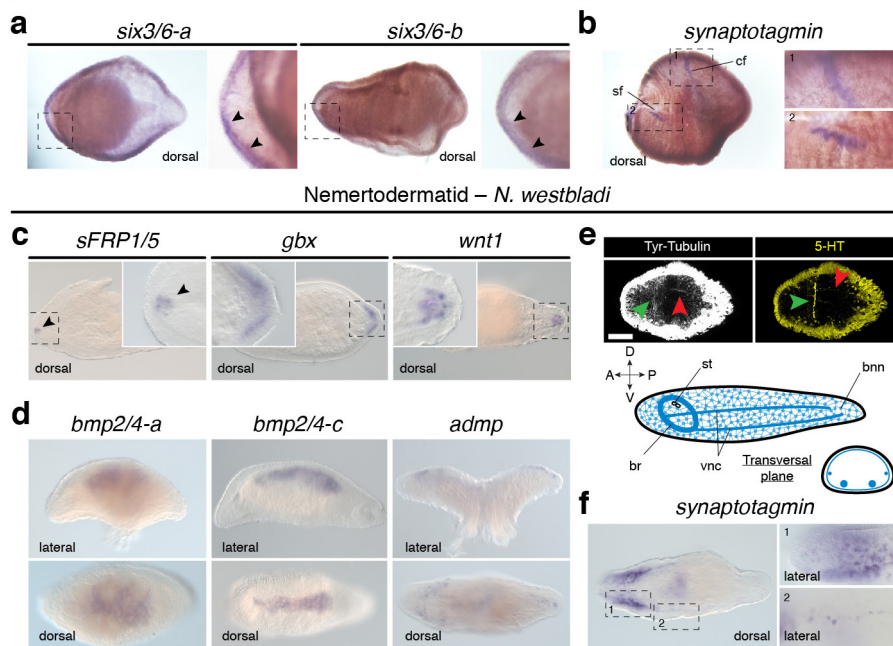 a
six3/6-a
six3/6-b
dorsal
dorsal
b
synaptotagmin
1
cf
sf
2
dorsal
1
2
Nemertodermatid – N. westbladi
c
sFRP1/5
gbx
wnt1
dorsal
dorsal
dorsal
d
bmp2/4-a
bmp2/4-c
admp
lateral
lateral
lateral
dorsal
dorsal
dorsal
e
Tyr-Tubulin
5-HT
D
A
P
V
st
bnn
br
vnc
Transversal
plane
f
synaptotagmin
1
2
dorsal
1
lateral
2
lateral